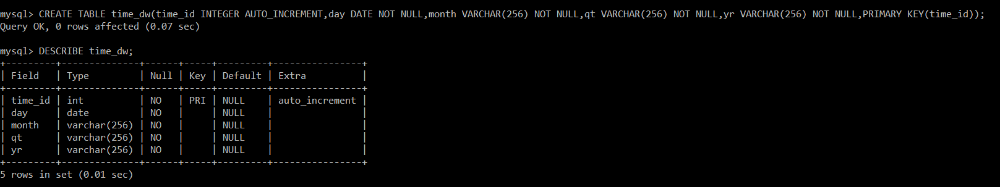 mysql> CREATE TABLE time_dw(time_id INTEGER AUTO_INCREMENT,day DATE NOT NULL,month VARCHAR(256) NOT NULL,qt VARCHAR(256) NOT NULL,yr VARCHAR(256) NOT NULL,PRIMARY KEY(time_id));
Query OK, 0 rows affected (0.07 sec)
mysql> DESCRIBE time_dw;
+---------+--------------+------+-----+---------+----------------+
| Field   | Type         | Null | Key | Default | Extra          |
+---------+--------------+------+-----+---------+----------------+
| time_id | int          | NO   | PRI | NULL    | auto_increment |
| day     | date         | NO   |     | NULL    |                |
| month   | varchar(256) | NO   |     | NULL    |                |
| qt      | varchar(256) | NO   |     | NULL    |                |
| yr      | varchar(256) | NO   |     | NULL    |                |
+---------+--------------+------+-----+---------+----------------+
5 rows in set (0.01 sec)